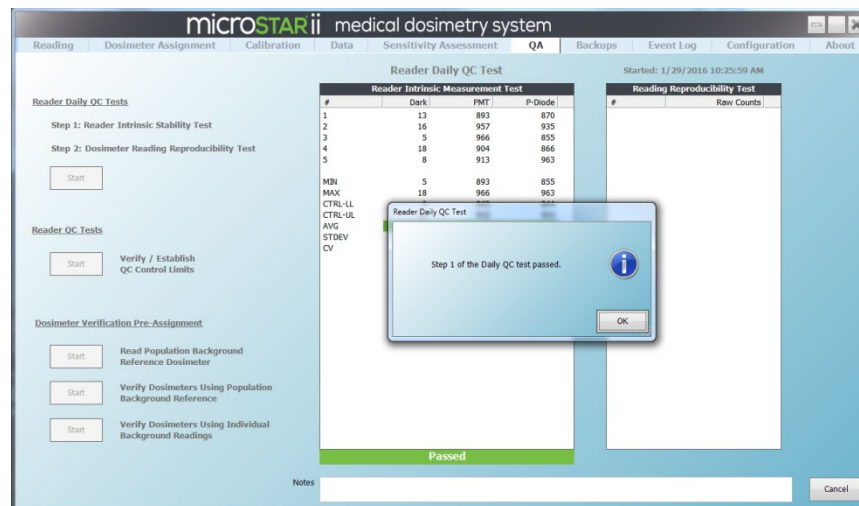 microSTARii medical dosimetry system
Reading Dosimeter Assignment Calibration Data Sensitivity Assessment QA Backups Event Log Configuration About
Reader Daily QC Test
Started: 1/29/2016 10:25:59 AM
Reader Daily QC Tests
Step 1: Reader Intrinsic Stability Test
Step 2: Dosimeter Reading Reproducibility Test
Start
Reader QC Tests
Start
Verify / Establish
QC Control Limits
Dosimeter Verification Pre-Assignment
Start
Read Population Background
Reference Dosimeter
Start
Verify Dosimeters Using Population
Background Reference
Start
Verify Dosimeters Using Individual
Background Readings
Reader Intrinsic Measurement Test
# Dark PMT P-Diode
1 13 893 870
2 16 957 935
3 5 966 855
4 18 904 866
5 8 913 963
MIN 5 893 855
MAX 18 966 963
CTRL-LL
CTRL-UL
AVG
STDEV
CV
Passed
Reading Reproducibility Test
# Raw Counts
Reader Daily QC Test
Step 1 of the Daily QC test passed.
OK
Notes
Cancel